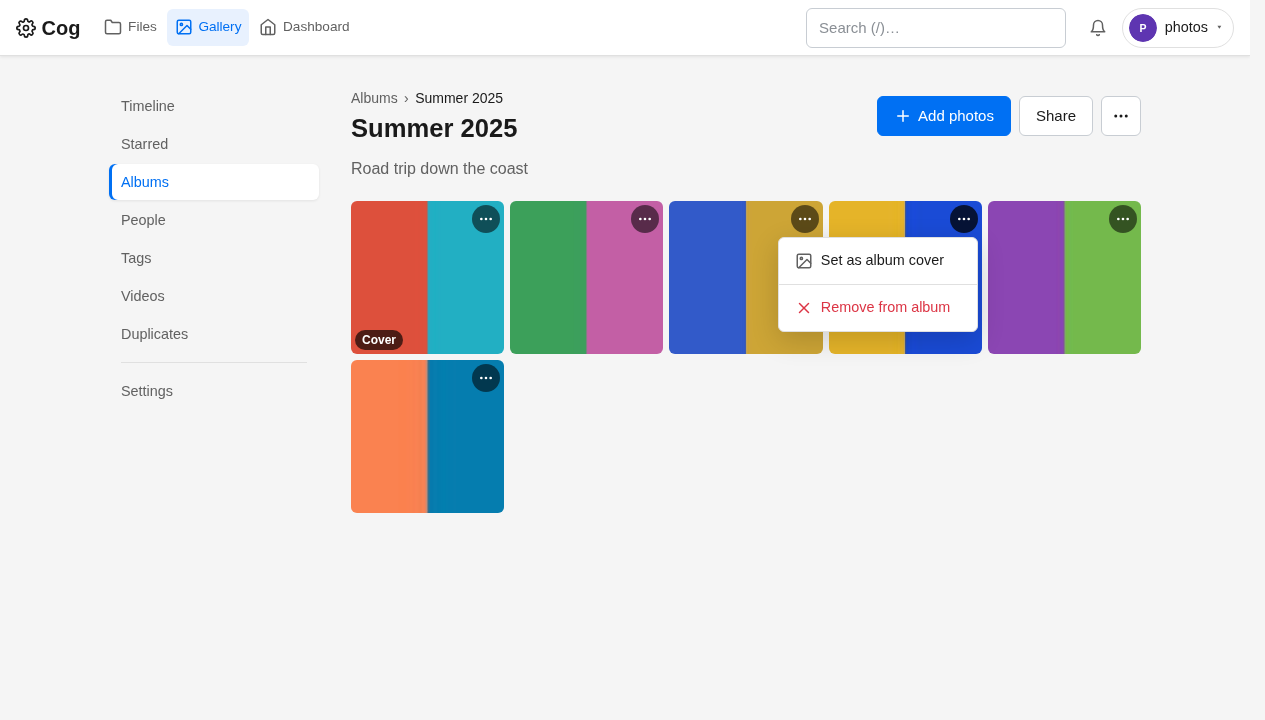 Cog
Files
Gallery
Dashboard
Search (/)…
P
photos
Timeline
Starred
Albums
People
Tags
Videos
Duplicates
Settings
Albums › Summer 2025
Summer 2025
Road trip down the coast
Add photos
Share
Cover
Set as album cover
Remove from album